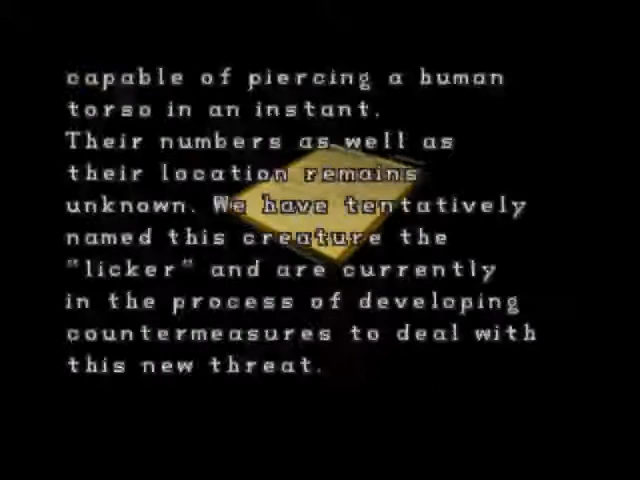 capable of piercing a human
torso in an instant.
Their numbers as well as
their location remains
unknown. We have tentatively
named this creature the
"licker" and are currently
in the process of developing
countermeasures to deal with
this new threat.